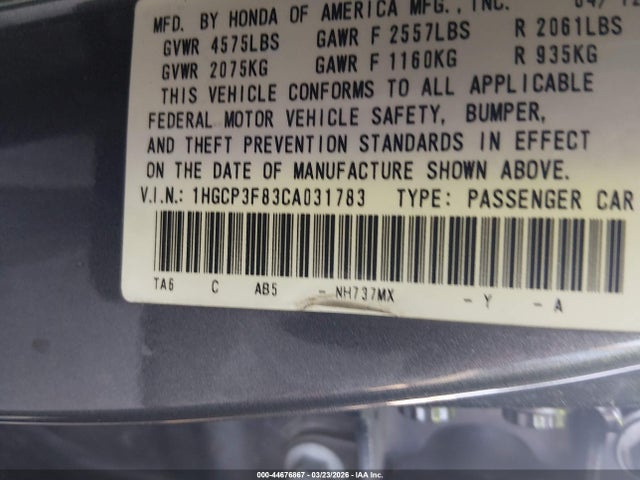 MFD. BY HONDA OF AMERICA MFG., INC. 04/12
GVWR 4575LBS GAWR F 2557LBS R 2061LBS
GVWR 2075KG GAWR F 1160KG R 935KG
THIS VEHICLE CONFORMS TO ALL APPLICABLE
FEDERAL MOTOR VEHICLE SAFETY, BUMPER,
AND THEFT PREVENTION STANDARDS IN EFFECT
ON THE DATE OF MANUFACTURE SHOWN ABOVE.
V.I.N.: 1HGCP3F83CA031783 TYPE: PASSENGER CAR
TA6 C AB5 - NH737MX - Y - A
000-44676867 - 03/23/2026 - IAA Inc.